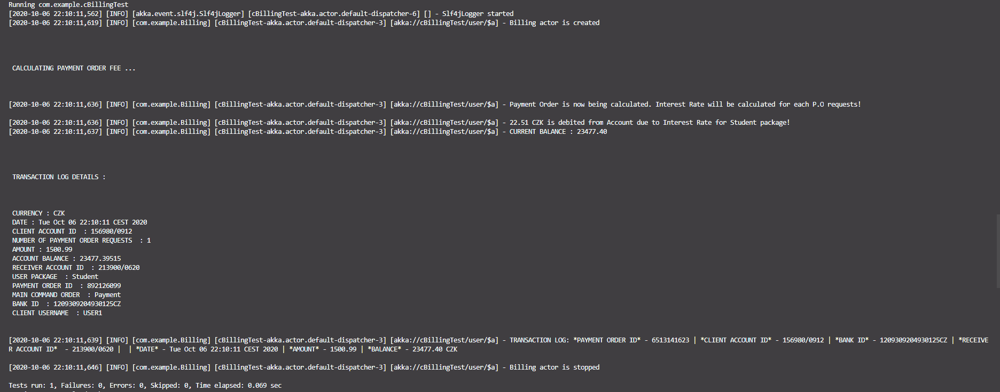 Running com.example.cBillingTest
[2020-10-06 22:10:11,562] [INFO] [akka.event.slf4j.Slf4jLogger] [cBillingTest-akka.actor.default-dispatcher-6] [] - Slf4jLogger started
[2020-10-06 22:10:11,619] [INFO] [com.example.Billing] [cBillingTest-akka.actor.default-dispatcher-3] [akka://cBillingTest/user/$a] - Billing actor is created
CALCULATING PAYMENT ORDER FEE ...
[2020-10-06 22:10:11,636] [INFO] [com.example.Billing] [cBillingTest-akka.actor.default-dispatcher-3] [akka://cBillingTest/user/$a] - Payment Order is now being calculated. Interest Rate will be calculated for each P.O requests!
[2020-10-06 22:10:11,636] [INFO] [com.example.Billing] [cBillingTest-akka.actor.default-dispatcher-3] [akka://cBillingTest/user/$a] - 22.51 CZK is debited from Account due to Interest Rate for Student package!
[2020-10-06 22:10:11,637] [INFO] [com.example.Billing] [cBillingTest-akka.actor.default-dispatcher-3] [akka://cBillingTest/user/$a] - CURRENT BALANCE : 23477.40
TRANSACTION LOG DETAILS :
CURRENCY : CZK
DATE : Tue Oct 06 22:10:11 CEST 2020
CLIENT ACCOUNT ID  : 156980/0912
NUMBER OF PAYMENT ORDER REQUESTS  : 1
AMOUNT : 1500.99
ACCOUNT BALANCE : 23477.39515
RECEIVER ACCOUNT ID  : 213900/0620
USER PACKAGE  : Student
PAYMENT ORDER ID  : 892126099
MAIN COMMAND ORDER  : Payment
BANK ID  : 1209309204930125CZ
CLIENT USERNAME  : USER1
[2020-10-06 22:10:11,639] [INFO] [com.example.Billing] [cBillingTest-akka.actor.default-dispatcher-3] [akka://cBillingTest/user/$a] - TRANSACTION LOG: *PAYMENT ORDER ID* - 6513141623 | *CLIENT ACCOUNT ID* - 156980/0912 | *BANK ID* - 1209309204930125CZ | *RECEIVE
R ACCOUNT ID*  - 213900/0620 |  | *DATE* - Tue Oct 06 22:10:11 CEST 2020 | *AMOUNT* - 1500.99 | *BALANCE* - 23477.40 CZK
[2020-10-06 22:10:11,646] [INFO] [com.example.Billing] [cBillingTest-akka.actor.default-dispatcher-3] [akka://cBillingTest/user/$a] - Billing actor is stopped
Tests run: 1, Failures: 0, Errors: 0, Skipped: 0, Time elapsed: 0.069 sec